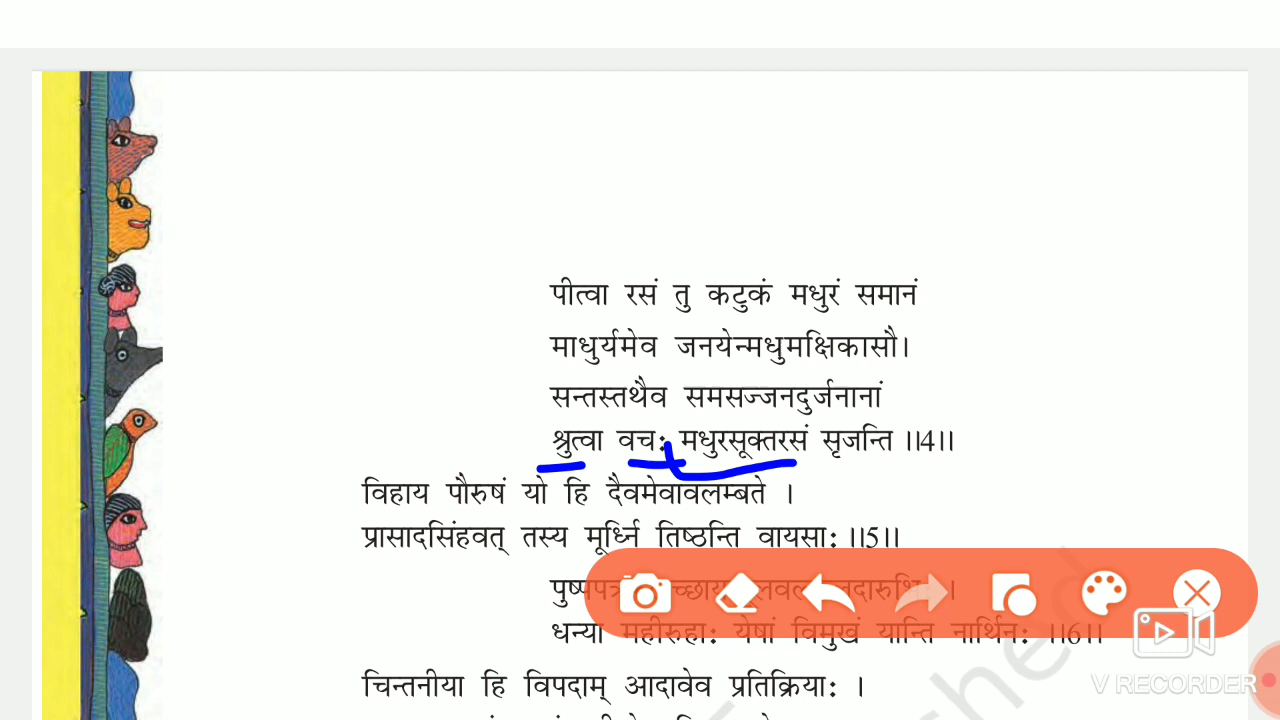 पीत्वा रसं तु कटुकं मधुरं समानं
माधुर्यमेव जनयेन्मधुमक्षिकासौ।
सन्तस्तथैव समसज्जनदुर्जनानां
श्रुत्वा वचः मधुरसूक्तरसं सृजन्ति ।।4।।
विहाय पौरुषं यो हि दैवमेवावलम्बते ।
प्रासादसिंहवत् तस्य मूर्ध्नि तिष्ठन्ति वायसाः ।।5।।
धन्या महीरुहाः येषां विमुखं यान्ति नार्थिनः ।।6।।
चिन्तनीया हि विपदाम् आदावेव प्रतिक्रियाः ।
V RECORDER